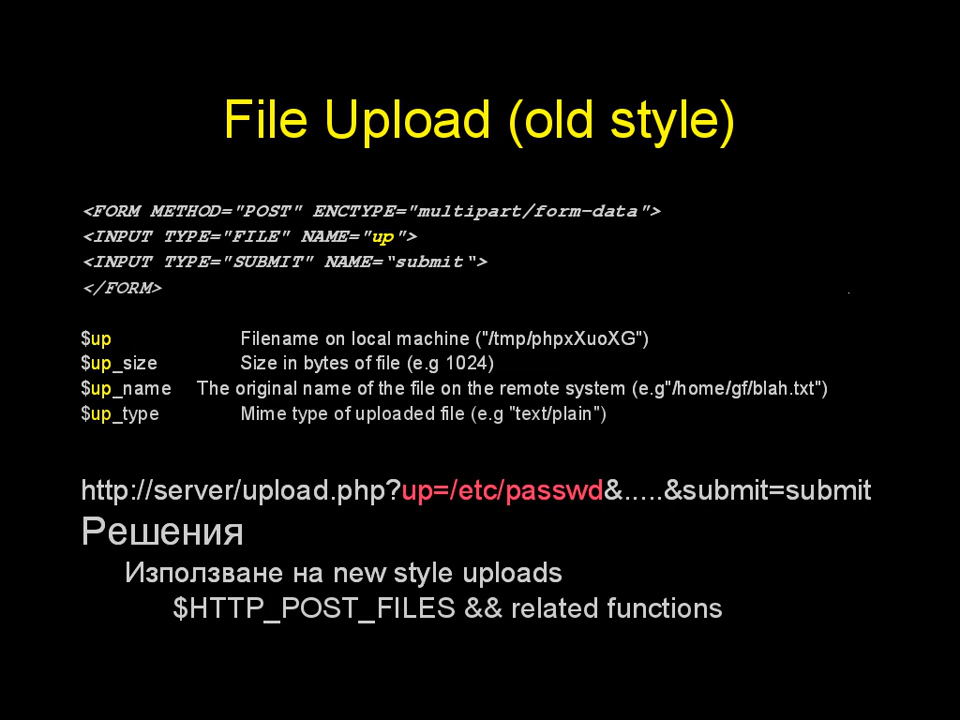 File Upload (old style)
<FORM METHOD="POST" ENCTYPE="multipart/form-data">
<INPUT TYPE="FILE" NAME="up">
<INPUT TYPE="SUBMIT" NAME=“submit“>
</FORM> .
$up Filename on local machine ("/tmp/phpxXuoXG")
$up_size Size in bytes of file (e.g 1024)
$up_name The original name of the file on the remote system (e.g"/home/gf/blah.txt")
$up_type Mime type of uploaded file (e.g "text/plain")
http://server/upload.php?up=/etc/passwd&.....&submit=submit
Решения
Използване на new style uploads
$HTTP_POST_FILES && related functions